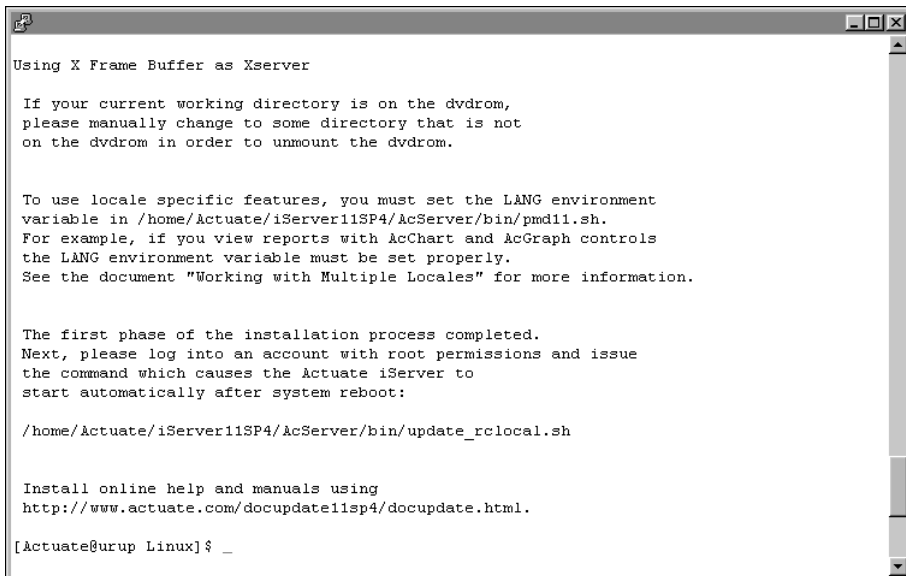 Using X Frame Buffer as Xserver
If your current working directory is on the dvdrom,
please manually change to some directory that is not
on the dvdrom in order to unmount the dvdrom.
To use locale specific features, you must set the LANG environment
variable in /home/Actuate/iServer11SP4/AcServer/bin/pmd11.sh.
For example, if you view reports with AcChart and AcGraph controls
the LANG environment variable must be set properly.
See the document "Working with Multiple Locales" for more information.
The first phase of the installation process completed.
Next, please log into an account with root permissions and issue
the command which causes the Actuate iServer to
start automatically after system reboot:
/home/Actuate/iServer11SP4/AcServer/bin/update_rclocal.sh
Install online help and manuals using
http://www.actuate.com/docupdate11sp4/docupdate.html.
[Actuate@urup Linux]$ _